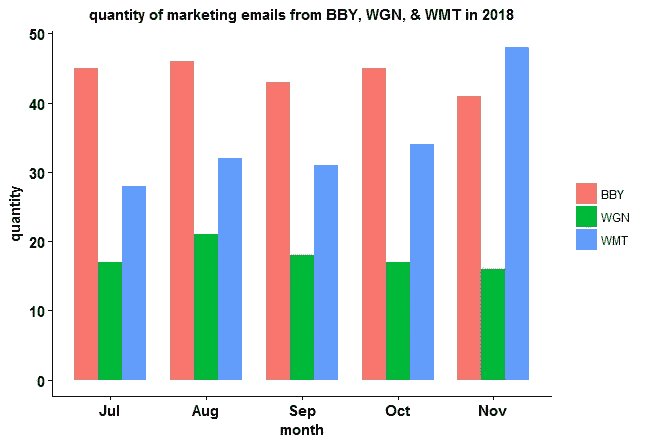 quantity of marketing emails from BBY, WGN, & WMT in 2018
50
40
30
20
10
0
quantity
Jul Aug Sep Oct Nov
month
BBY
WGN
WMT